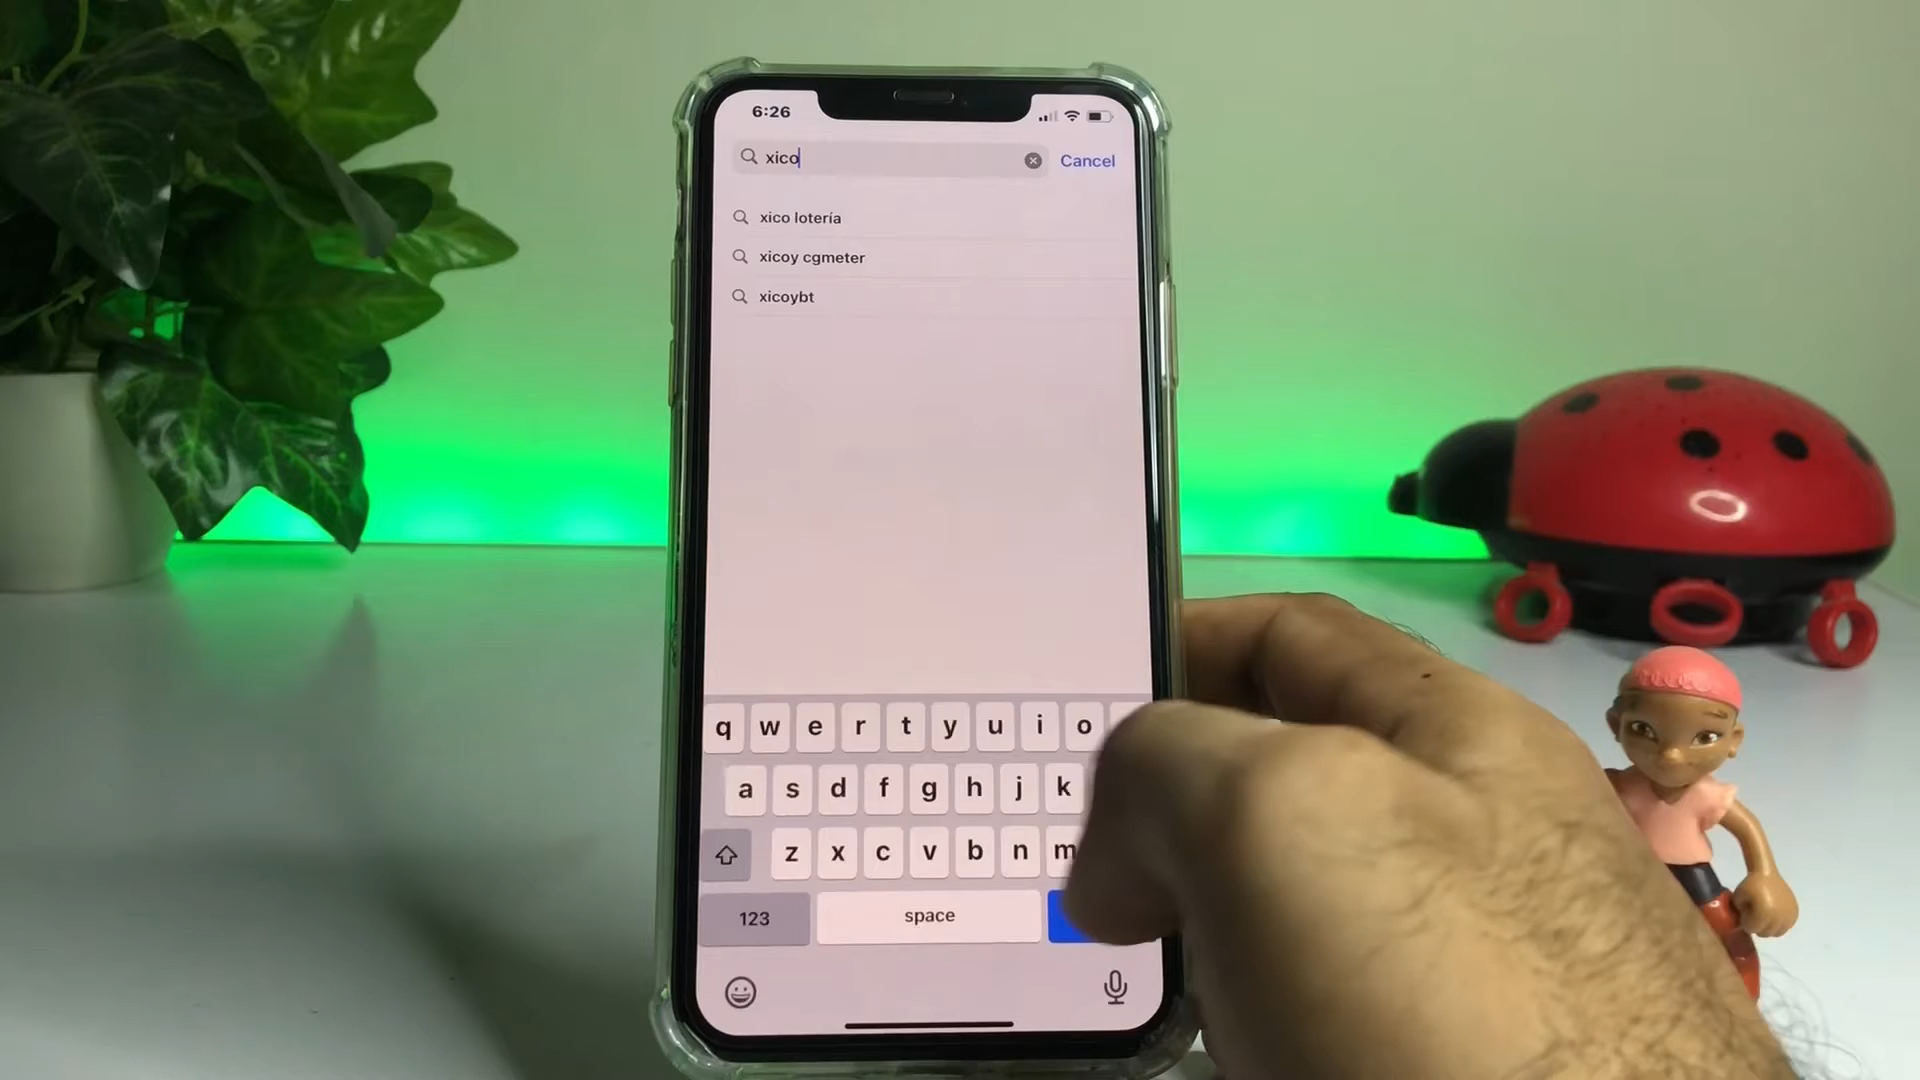 6:26
xico
Cancel
xico lotería
xicoy cgmeter
xicoybt
q w e r t y u i o
a s d f g h j k
z x c v b n m
123 space